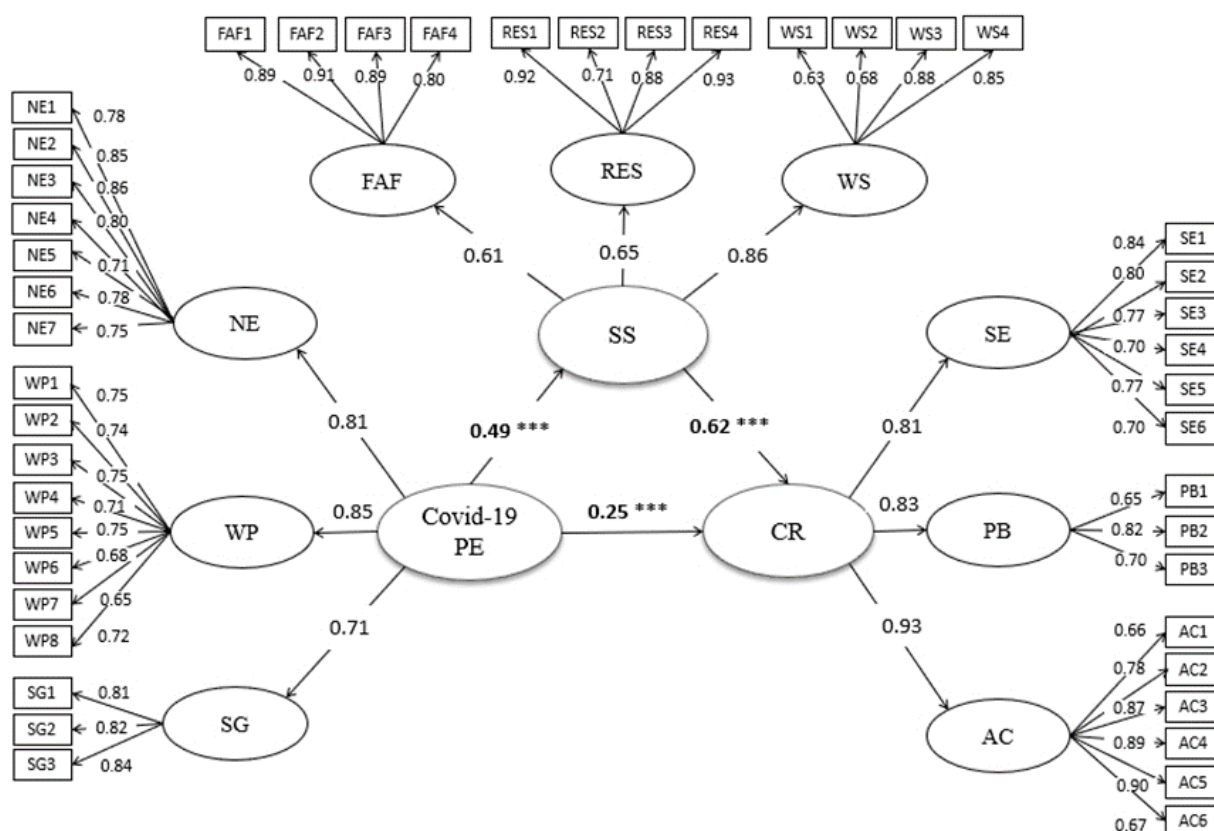 FAF1 FAF2 FAF3 FAF4 RES1 RES2 RES3 RES4 WS1 WS2 WS3 WS4
0.89 0.91 0.89 0.80 0.92 0.71 0.88 0.93 0.63 0.68 0.88 0.85
FAF RES WS
0.61 0.65 0.86
NE1
NE2
NE3
NE4
NE5
NE6
NE7
0.78
0.85
0.86
0.80
0.71
0.78
0.75
NE
SS
SE
0.84
0.80
0.77
0.70
0.77
0.70
SE1
SE2
SE3
SE4
SE5
SE6
0.81
0.49 ***
0.62 ***
0.81
WP1
WP2
WP3
WP4
WP5
WP6
WP7
WP8
0.75
0.74
0.75
0.71
0.75
0.68
0.65
0.72
WP
0.85
Covid-19
PE
0.25 ***
CR
0.83
PB
0.65
0.82
0.70
PB1
PB2
PB3
0.71
0.93
SG1
SG2
SG3
0.81
0.82
0.84
SG
AC
0.66
0.78
0.87
0.89
0.90
0.67
AC1
AC2
AC3
AC4
AC5
AC6